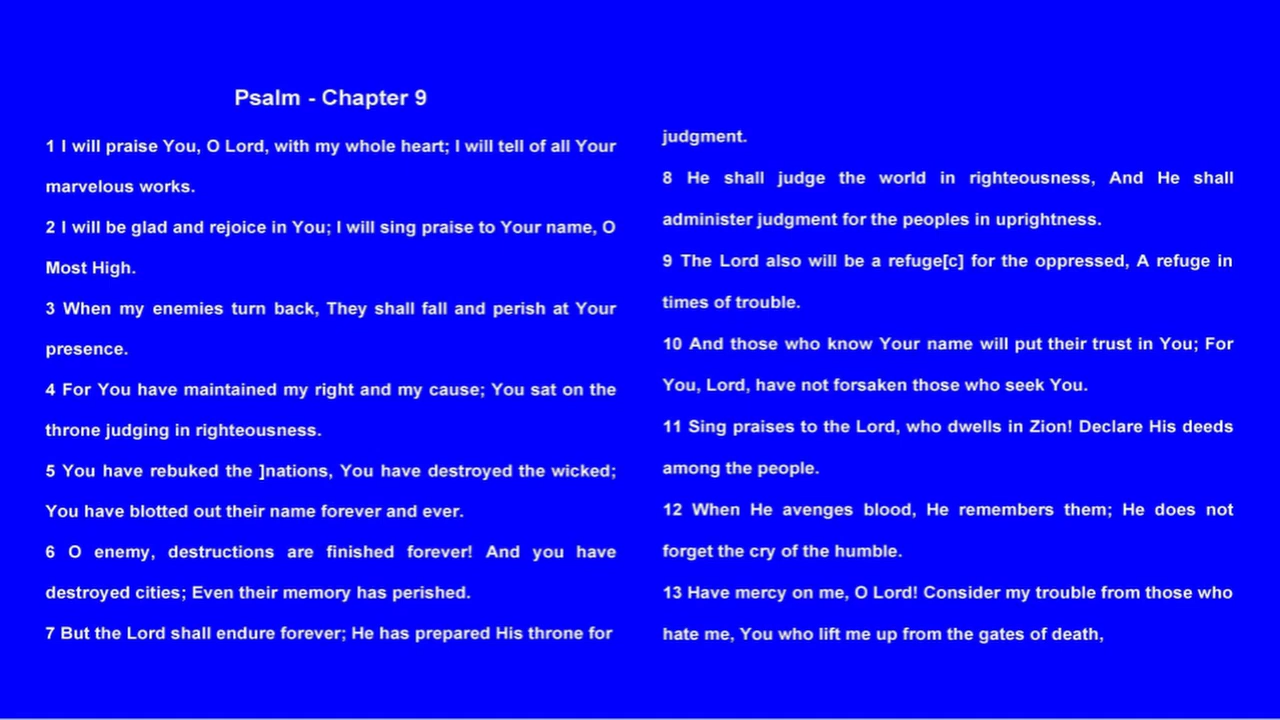 Psalm - Chapter 9
1 I will praise You, O Lord, with my whole heart; I will tell of all Your
marvelous works.
2 I will be glad and rejoice in You; I will sing praise to Your name, O
Most High.
3 When my enemies turn back, They shall fall and perish at Your
presence.
4 For You have maintained my right and my cause; You sat on the
throne judging in righteousness.
5 You have rebuked the ]nations, You have destroyed the wicked;
You have blotted out their name forever and ever.
6 O enemy, destructions are finished forever! And you have
destroyed cities; Even their memory has perished.
7 But the Lord shall endure forever; He has prepared His throne for
judgment.
8 He shall judge the world in righteousness, And He shall
administer judgment for the peoples in uprightness.
9 The Lord also will be a refuge[c] for the oppressed, A refuge in
times of trouble.
10 And those who know Your name will put their trust in You; For
You, Lord, have not forsaken those who seek You.
11 Sing praises to the Lord, who dwells in Zion! Declare His deeds
among the people.
12 When He avenges blood, He remembers them; He does not
forget the cry of the humble.
13 Have mercy on me, O Lord! Consider my trouble from those who
hate me, You who lift me up from the gates of death,